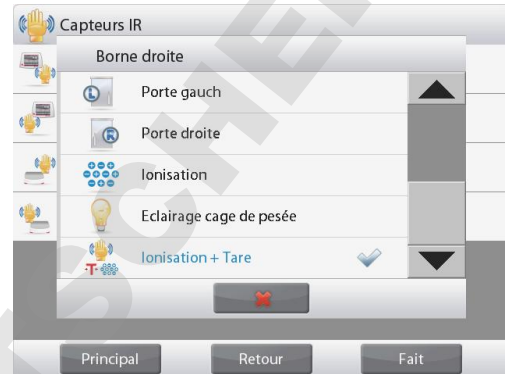 Capteurs IR
Borne droite
Porte gauch
Porte droite
Ionisation
Eclairage cage de pesée
Ionisation + Tare
Principal
Retour
Fait